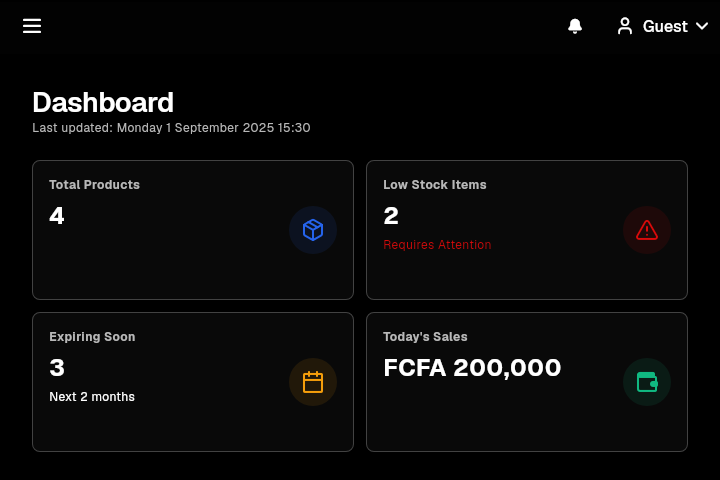 Guest
Dashboard
Last updated: Monday 1 September 2025 15:30
Total Products
4
Low Stock Items
2
Requires Attention
Expiring Soon
3
Next 2 months
Today's Sales
FCFA 200,000